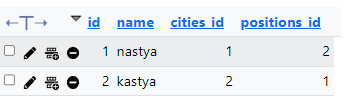 id name cities_id positions_id
1 nastya 1 2
2 kastya 2 1